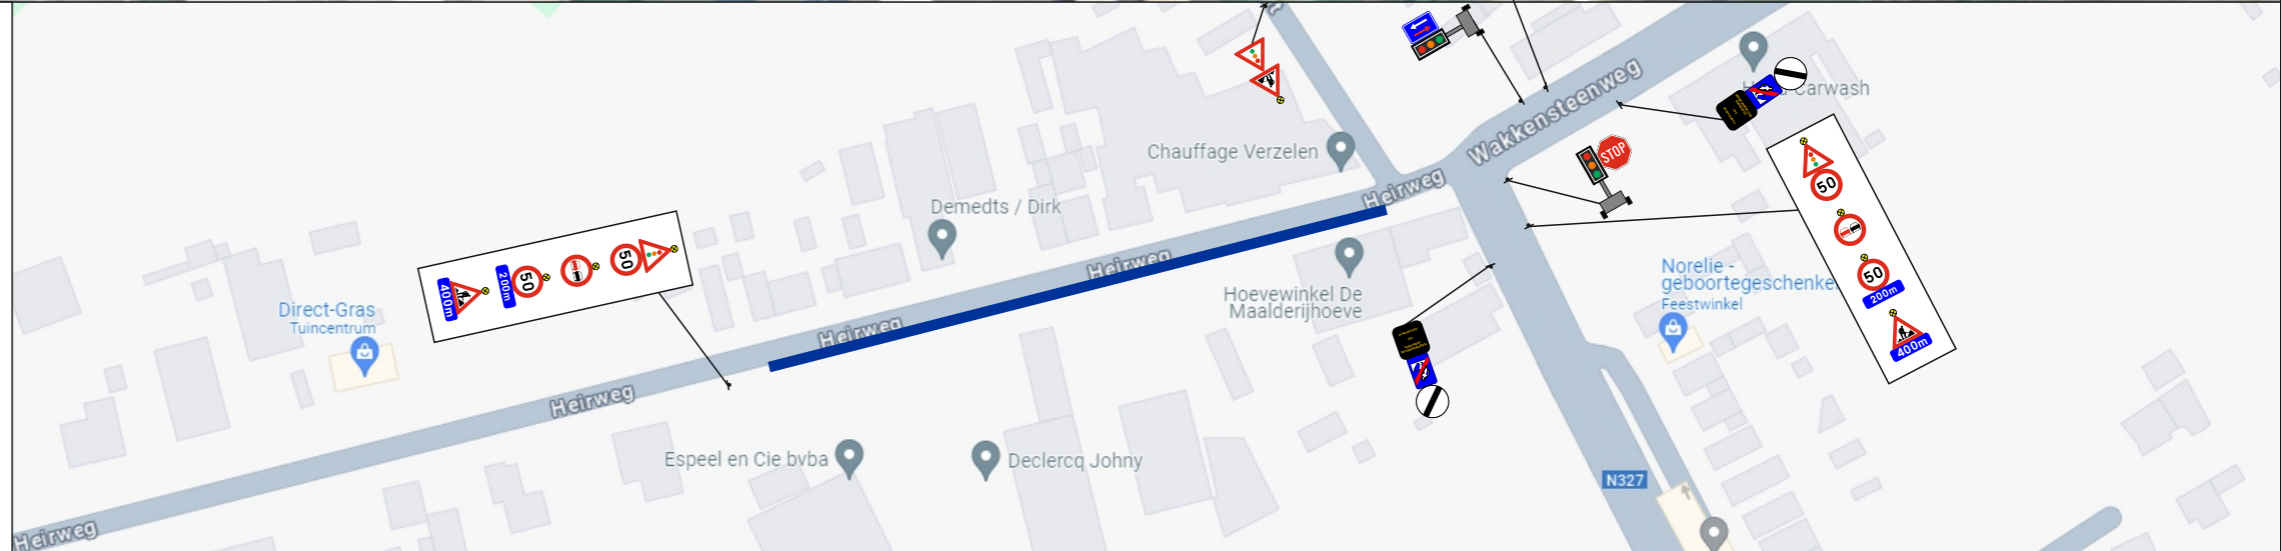 Wakkensteenweg
Carwash
STOP
Chauffage Verzelen
Heirweg
Demedts / Dirk
50
50
200m
400m
400m
200m
50
50
Heirweg
Hoevewinkel De
Maalderijhoeve
Norelie -
geboortegeschenke
Feestwinkel
Direct-Gras
Tuincentrum
Heirweg
Heirweg
Espeel en Cie bvba
Declercq Johny
N327
Heirweg